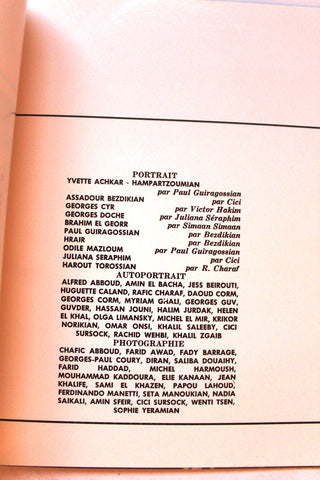 PORTRAIT
YVETTE ACHKAR - HAMPARTZOUMIAN
par Paul Guiragossian
ASSADOUR BEZDIKIAN par Cici
GEORGES CYR par Victor Hakim
GEORGES DOCHE par Juliana Séraphim
BRAHIM EL GEORR par Simaan Simaan
PAUL GUIRAGOSSIAN par Bezdikian
HRAIR par Bezdikian
ODILE MAZLOUM par Paul Guiragossian
JULIANA SERAPHIM par Cici
HAROUT TOROSSIAN par R. Charaf
AUTOPORTRAIT
ALFRED ABBOUD, AMIN EL BACHA, JESS BEIROUTI,
HUGUETTE CALAND, RAFIC CHARAF, DAOUD CORM,
GEORGES CORM, MYRIAM GHALI, GEORGES GUV,
GUVDER, HASSAN JOUNI, HALIM JURDAK, HELEN
EL KHAL, OLGA LIMANSKY, MICHEL EL MIR, KRIKOR
NORIKIAN, OMAR ONSI, KHALIL SALEEBY, CICI
SURSOCK, RACHID WEHBI, KHALIL ZGAIB
PHOTOGRAPHIE
CHAFIC ABBOUD, FARID AWAD, FADY BARRAGE,
GEORGES-PAUL COURY, DIRAN, SALIBA DOUAIHY,
FARID HADDAD, MICHEL HARMOUSH,
MOUHAMMAD KADDOURA, ELIE KANAAN, JEAN
KHALIFE, SAMI EL KHAZEN, PAPOU LAHOUD,
FERDINANDO MANETTI, SETA MANOUKIAN, NADIA
SAIKALI, AMIN SFEIR, CICI SURSOCK, WENTI TSEN,
SOPHIE YERAMIAN